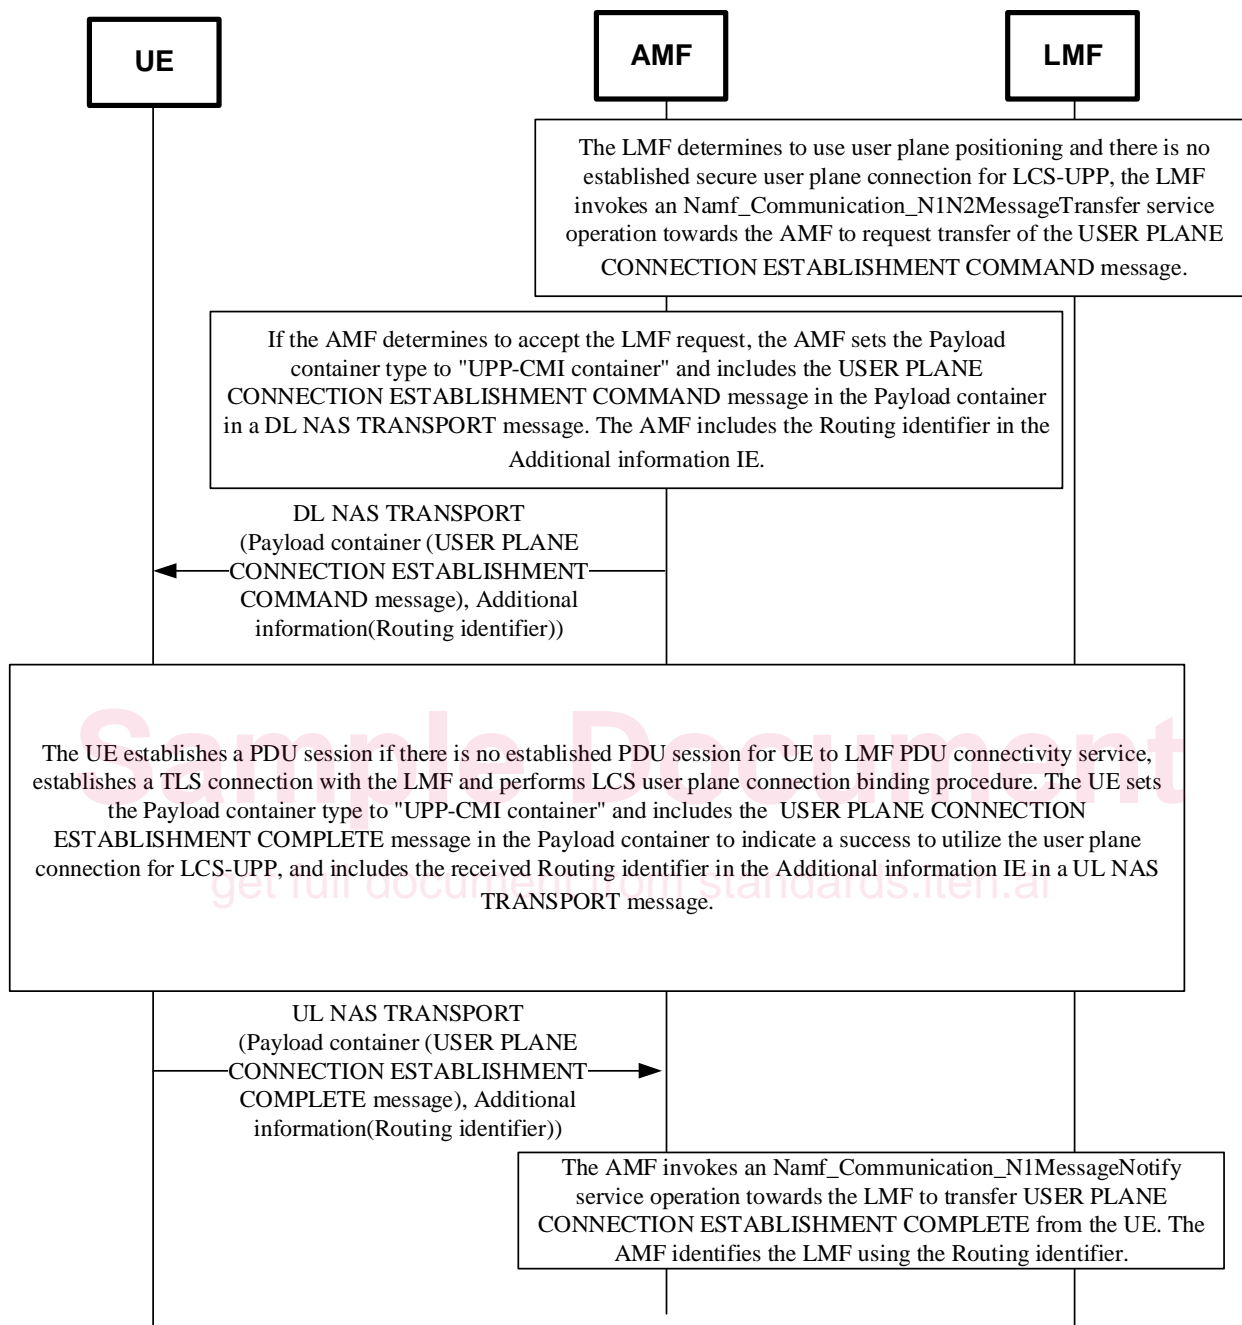 UE
AMF
LMF
The LMF determines to use user plane positioning and there is no
established secure user plane connection for LCS-UPP, the LMF
invokes an Namf_Communication_N1N2MessageTransfer service
operation towards the AMF to request transfer of the USER PLANE
CONNECTION ESTABLISHMENT COMMAND message.
If the AMF determines to accept the LMF request, the AMF sets the Payload
container type to "UPP-CMI container" and includes the USER PLANE
CONNECTION ESTABLISHMENT COMMAND message in the Payload container
in a DL NAS TRANSPORT message. The AMF includes the Routing identifier in the
Additional information IE.
DL NAS TRANSPORT
(Payload container (USER PLANE
CONNECTION ESTABLISHMENT
COMMAND message), Additional
information(Routing identifier))
Sample Document
The UE establishes a PDU session if there is no established PDU session for UE to LMF PDU connectivity service,
establishes a TLS connection with the LMF and performs LCS user plane connection binding procedure. The UE sets
the Payload container type to "UPP-CMI container" and includes the USER PLANE CONNECTION
ESTABLISHMENT COMPLETE message in the Payload container to indicate a success to utilize the user plane
connection for LCS-UPP, and includes the received Routing identifier in the Additional information IE in a UL NAS
TRANSPORT message.
get full document from standards.iteh.ai
UL NAS TRANSPORT
(Payload container (USER PLANE
CONNECTION ESTABLISHMENT
COMPLETE message), Additional
information(Routing identifier))
The AMF invokes an Namf_Communication_N1MessageNotify
service operation towards the LMF to transfer USER PLANE
CONNECTION ESTABLISHMENT COMPLETE from the UE. The
AMF identifies the LMF using the Routing identifier.